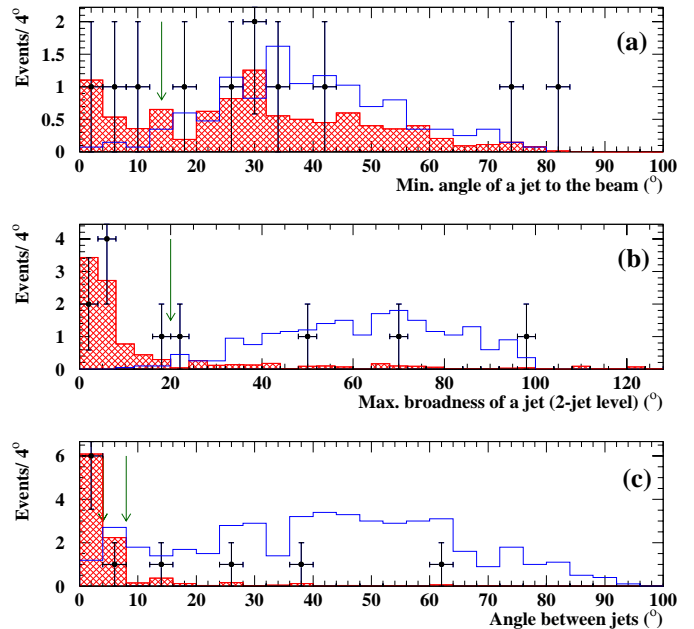 Events/ 4°
2
1.5
1
0.5
0
(a)
0 10 20 30 40 50 60 70 80 90 100
Min. angle of a jet to the beam (°)
Events/ 4°
4
3
2
1
0
(b)
0 20 40 60 80 100 120
Max. broadness of a jet (2-jet level) (°)
Events/ 4°
6
4
2
0
(c)
0 10 20 30 40 50 60 70 80 90 100
Angle between jets (°)